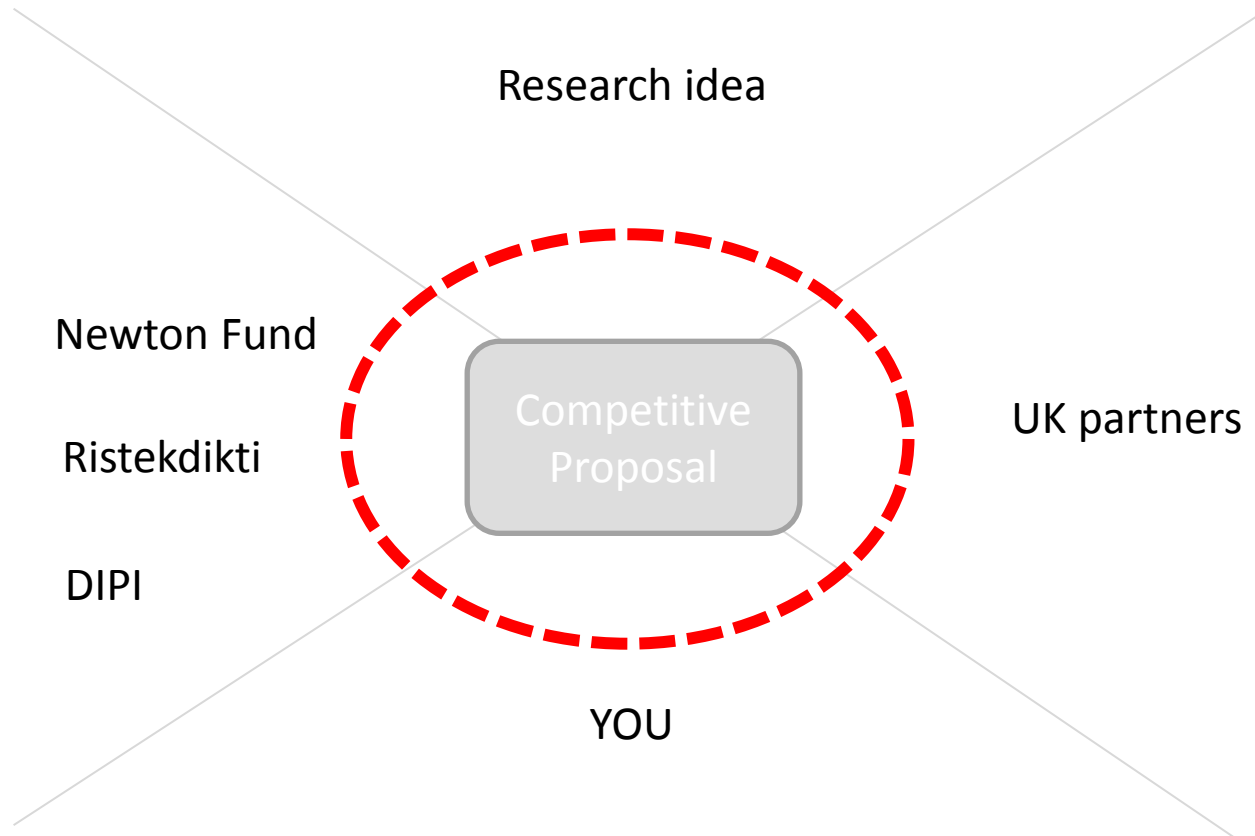 Research idea
Newton Fund
Ristekdikti
DIPI
Competitive
Proposal
UK partners
YOU